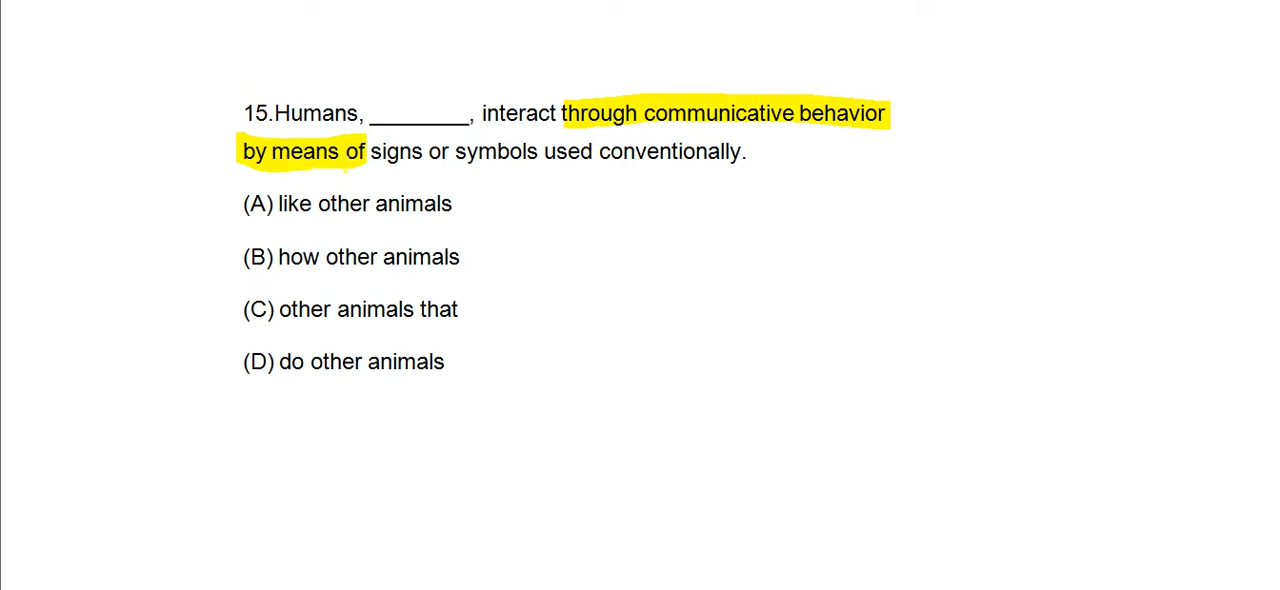 15.Humans, ________, interact through communicative behavior
by means of signs or symbols used conventionally.
(A) like other animals
(B) how other animals
(C) other animals that
(D) do other animals